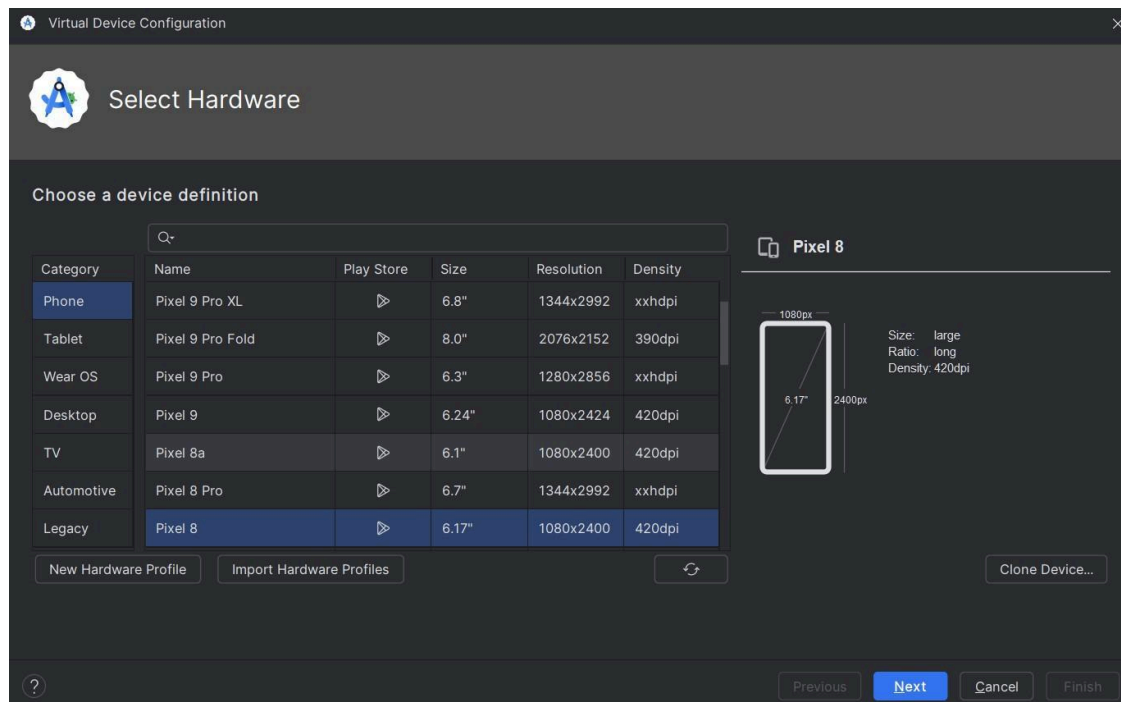 Virtual Device Configuration
Select Hardware
Choose a device definition
Category
Phone
Tablet
Wear OS
Desktop
TV
Automotive
Legacy
Name Play Store Size Resolution Density
Pixel 9 Pro XL 6.8" 1344x2992 xxhdpi
Pixel 9 Pro Fold 8.0" 2076x2152 390dpi
Pixel 9 Pro 6.3" 1280x2856 xxhdpi
Pixel 9 6.24" 1080x2424 420dpi
Pixel 8a 6.1" 1080x2400 420dpi
Pixel 8 Pro 6.7" 1344x2992 xxhdpi
Pixel 8 6.17" 1080x2400 420dpi
New Hardware Profile Import Hardware Profiles
Pixel 8
1080px
6.17"
2400px
Size: large
Ratio: long
Density: 420dpi
Clone Device...
? Previous Next Cancel Finish